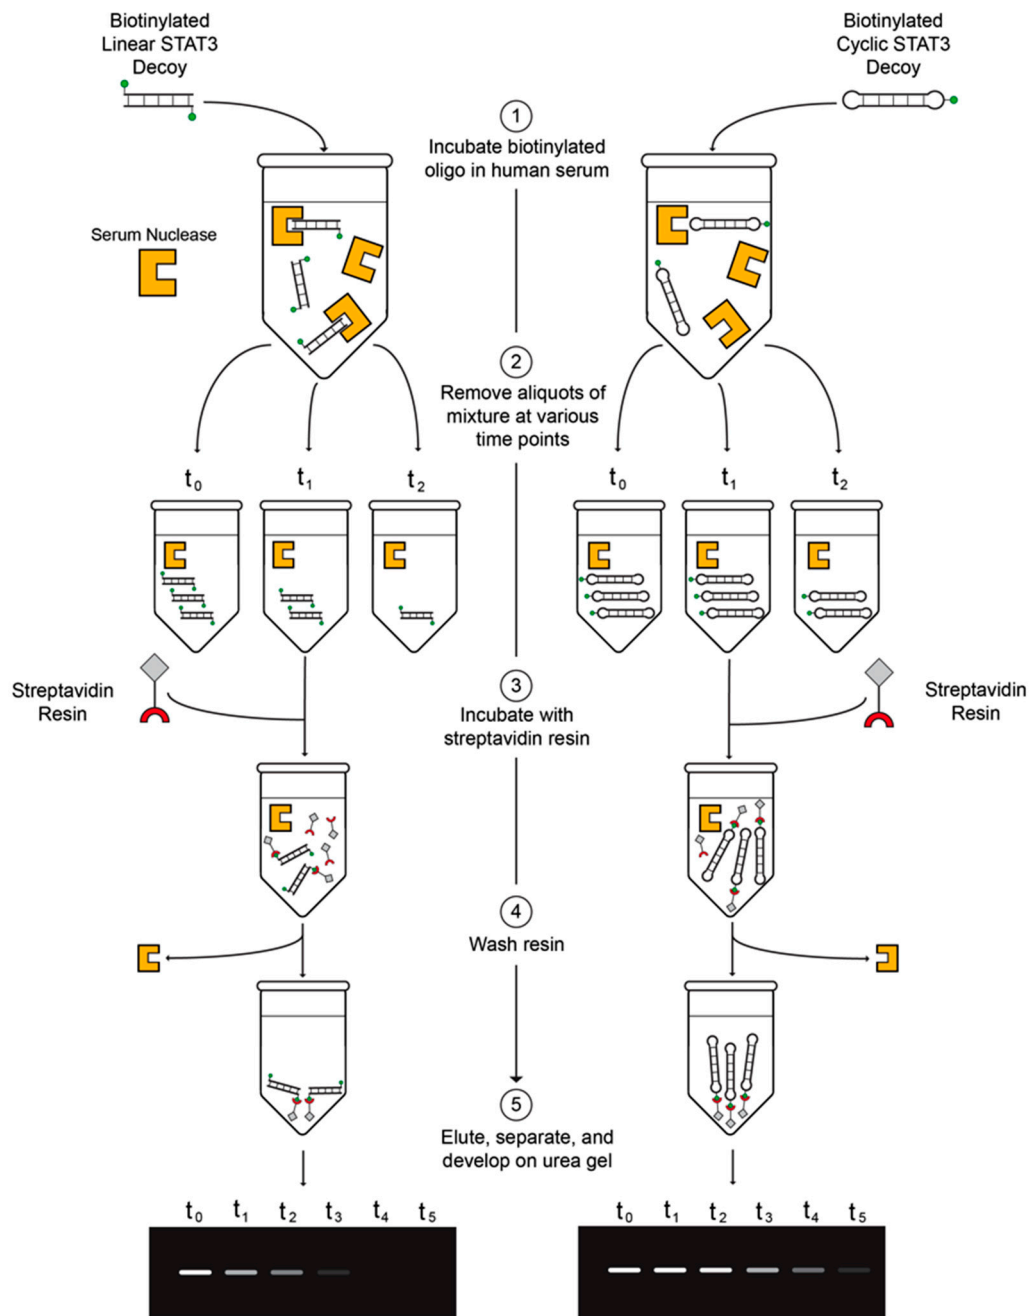 Biotinylated
Linear STAT3
Decoy
Biotinylated
Cyclic STAT3
Decoy
1
Incubate biotinylated
oligo in human serum
Serum Nuclease
2
Remove aliquots of
mixture at various
time points
t0 t1 t2
t0 t1 t2
Streptavidin
Resin
3
Incubate with
streptavidin resin
Streptavidin
Resin
4
Wash resin
5
Elute, separate, and
develop on urea gel
t0 t1 t2 t3 t4 t5
t0 t1 t2 t3 t4 t5